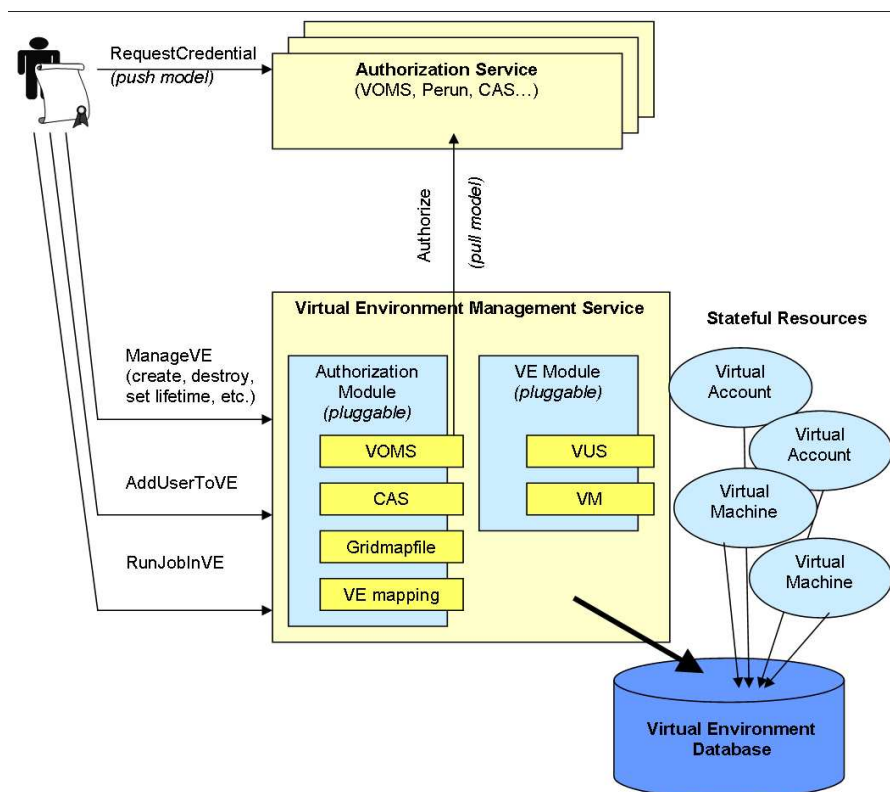 RequestCredential
(push model)
Authorization Service
(VOMS, Perun, CAS…)
Authorize
(pull model)
Virtual Environment Management Service
ManageVE
(create, destroy,
set lifetime, etc.)
AddUserToVE
RunJobInVE
Authorization
Module
(pluggable)
VOMS
CAS
Gridmapfile
VE mapping
VE Module
(pluggable)
VUS
VM
Stateful Resources
Virtual
Account
Virtual
Account
Virtual
Machine
Virtual
Machine
Virtual Environment
Database